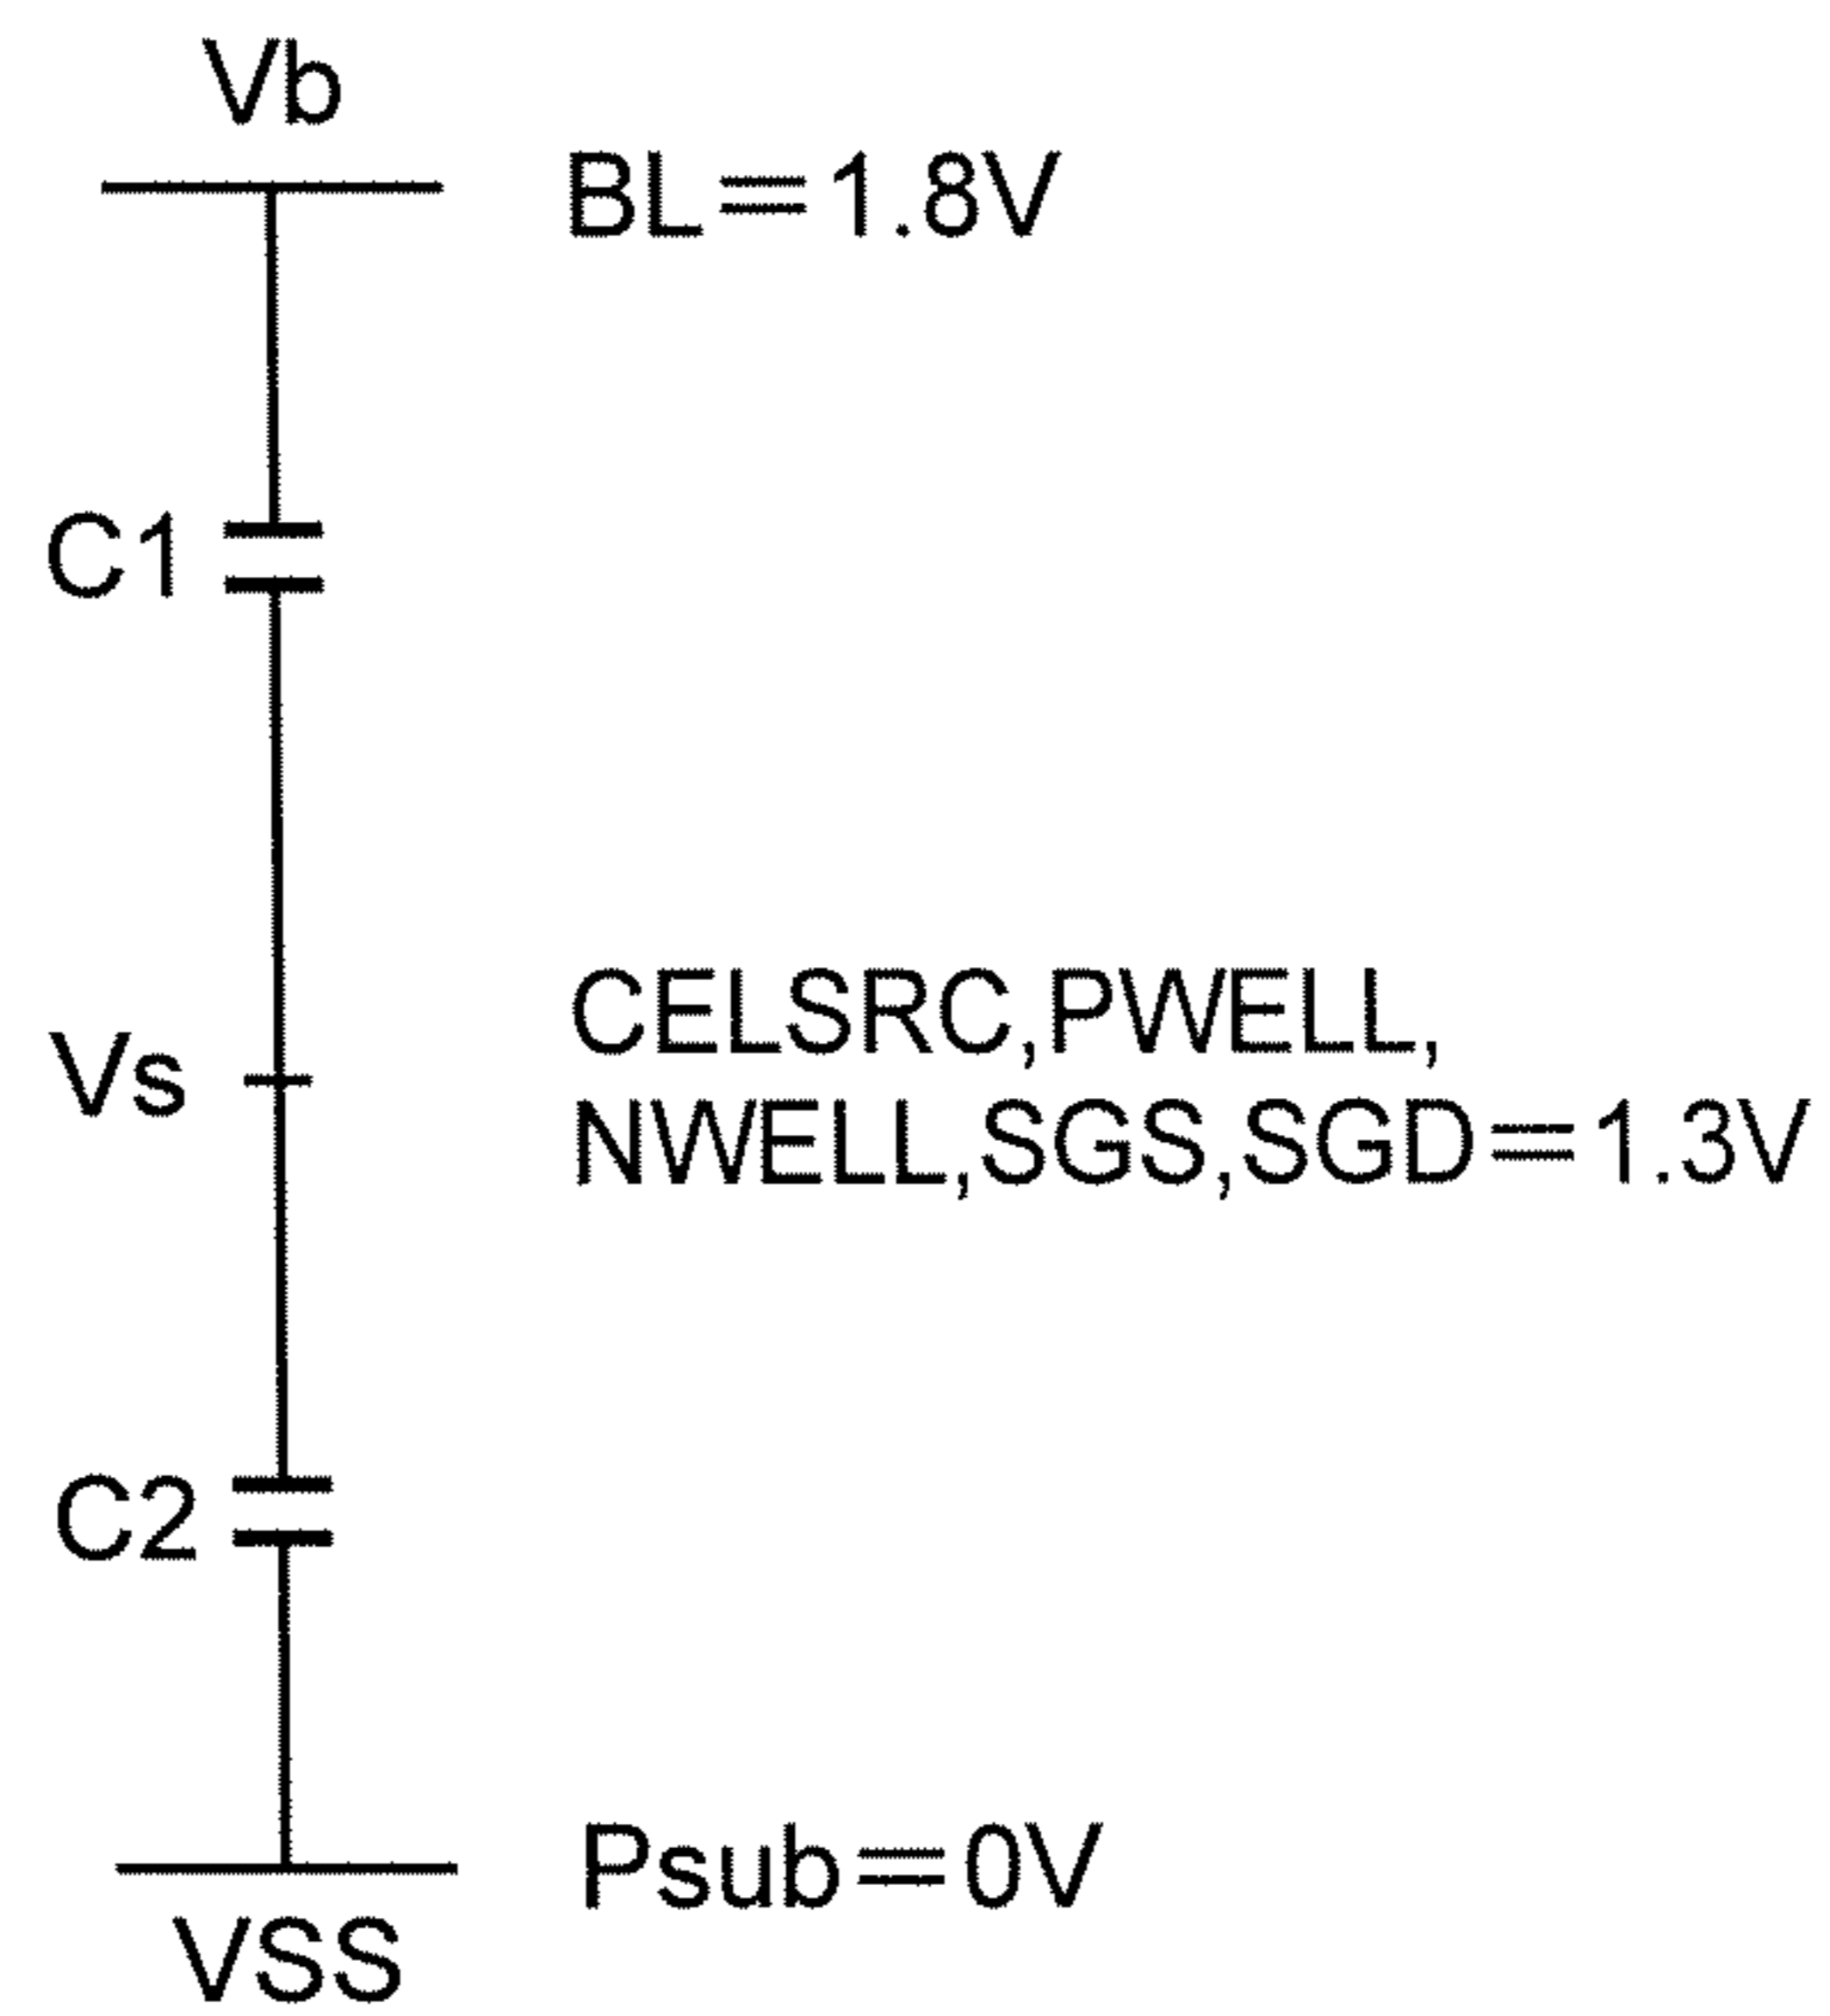 Vb
BL=1.8V
C1
CELSRC,PWELL,
Vs
NWELL,SGS,SGD=1.3V
C2
Psub=0V
VSS